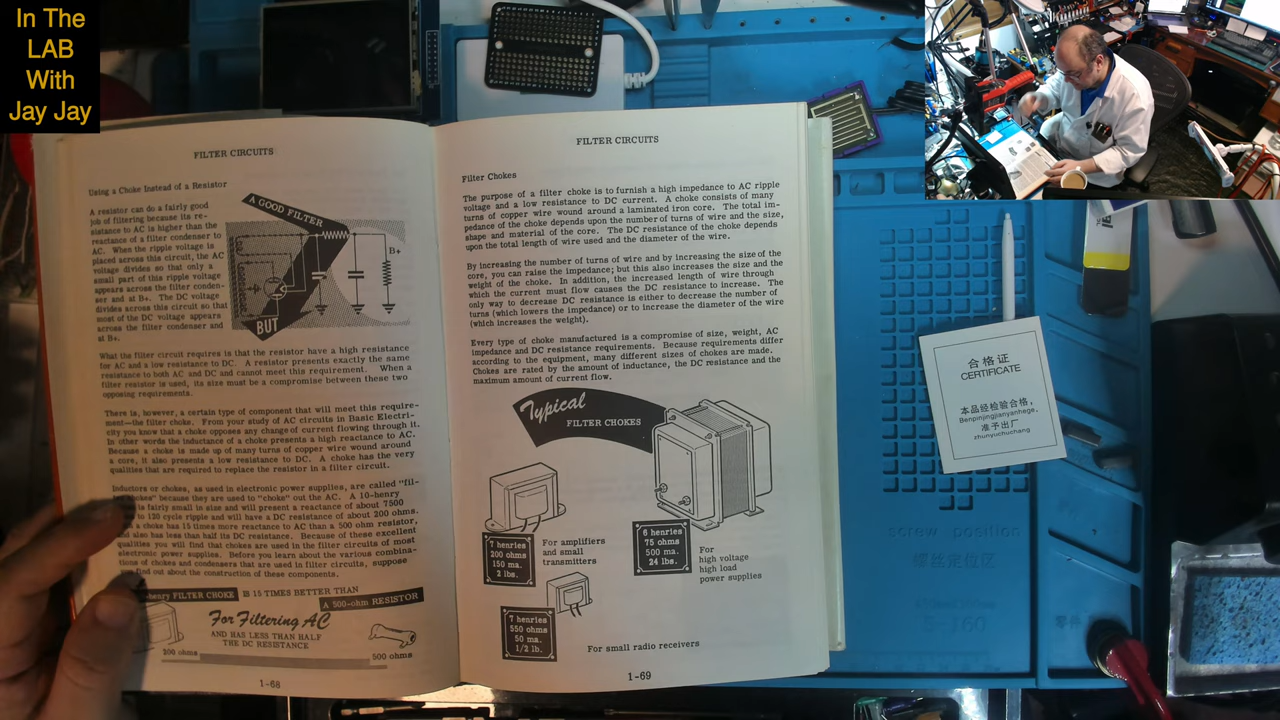 In The
LAB
With
Jay Jay
FILTER CIRCUITS
Using a Choke Instead of a Resistor
A resistor can do a fairly good
job of filtering because its re-
sistance to AC is higher than the
reactance of a filter condenser to
AC. When the ripple voltage is
placed across this circuit, the AC
voltage divides so that only a
small part of this ripple voltage
appears across the filter conden-
ser and at B+. The DC voltage
divides across this circuit so that
most of the DC voltage appears
across the filter condenser and
at B+.
A GOOD FILTER
B+
BUT
What the filter circuit requires is that the resistor have a high resistance
for AC and a low resistance to DC. A resistor presents exactly the same
resistance to both AC and DC and cannot meet this requirement. When a
filter resistor is used, its size must be a compromise between these two
opposing requirements.
There is, however, a certain type of component that will meet this require-
ment—the filter choke. From your study of AC circuits in Basic Electri-
city you know that a choke opposes any change of current flowing through it.
In other words the inductance of a choke presents a high reactance to AC.
Because a choke is made up of many turns of copper wire wound around
a core, it also presents a low resistance to DC. A choke has the very
qualities that are required to replace the resistor in a filter circuit.
Inductors or chokes, as used in electronic power supplies, are called "fil-
chokes" because they are used to "choke" out the AC. A 10-henry
is fairly small in size and will present a reactance of about 7500
to 120 cycle ripple and will have a DC resistance of about 200 ohms.
a choke has 15 times more reactance to AC than a 500 ohm resistor,
and also has less than half its DC resistance. Because of these excellent
qualities you will find that chokes are used in the filter circuits of most
electronic power supplies. Before you learn about the various combina-
tions of chokes and condensers that are used in filter circuits, suppose
you find out about the construction of these components.
-henry FILTER CHOKE IS 15 TIMES BETTER THAN
A 500-ohm RESISTOR
For Filtering AC
AND HAS LESS THAN HALF
THE DC RESISTANCE
200 ohms
500 ohms
1-68
FILTER CIRCUITS
Filter Chokes
The purpose of a filter choke is to furnish a high impedance to AC ripple
voltage and a low resistance to DC current. A choke consists of many
turns of copper wire wound around a laminated iron core. The total im-
pedance of the choke depends upon the number of turns of wire and the size,
shape and material of the core. The DC resistance of the choke depends
upon the total length of wire used and the diameter of the wire.
By increasing the number of turns of wire and by increasing the size of the
core, you can raise the impedance; but this also increases the size and the
weight of the choke. In addition, the increased length of wire through
which the current must flow causes the DC resistance to increase. The
only way to decrease DC resistance is either to decrease the number of
turns (which lowers the impedance) or to increase the diameter of the wire
(which increases the weight).
Every type of choke manufactured is a compromise of size, weight, AC
impedance and DC resistance requirements. Because requirements differ
according to the equipment, many different sizes of chokes are made.
Chokes are rated by the amount of inductance, the DC resistance and the
maximum amount of current flow.
Typical
FILTER CHOKES
7 henries
200 ohms
150 ma.
2 lbs.
For amplifiers
and small
transmitters
6 henries
75 ohms
500 ma.
24 lbs.
For
high voltage
high load
power supplies
7 henries
550 ohms
50 ma.
1/2 lb.
For small radio receivers
1-69
合格证
CERTIFICATE
本品经检验合格,
Benpinjingjianyanhege,
准予出厂
zhunyuchuchang
screw position
螺丝定位区
零件